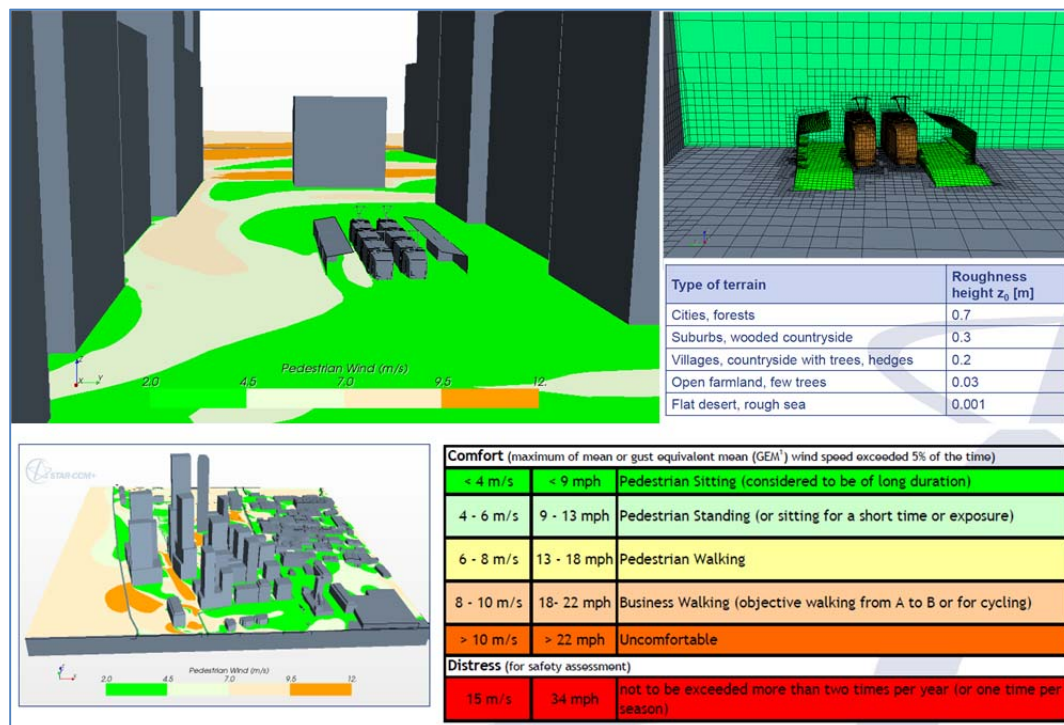 Pedestrian Wind (m/s)
2.0 4.5 7.0 9.5 12.
Type of terrain Roughness height z₀ [m]
Cities, forests 0.7
Suburbs, wooded countryside 0.3
Villages, countryside with trees, hedges 0.2
Open farmland, few trees 0.03
Flat desert, rough sea 0.001
STAR-CCM+
Pedestrian Wind (m/s)
2.0 4.5 7.0 9.5 12.
Comfort (maximum of mean or gust equivalent mean (GEM¹) wind speed exceeded 5% of the time)
< 4 m/s < 9 mph Pedestrian Sitting (considered to be of long duration)
4 - 6 m/s 9 - 13 mph Pedestrian Standing (or sitting for a short time or exposure)
6 - 8 m/s 13 - 18 mph Pedestrian Walking
8 - 10 m/s 18- 22 mph Business Walking (objective walking from A to B or for cycling)
> 10 m/s > 22 mph Uncomfortable
Distress (for safety assessment)
15 m/s 34 mph not to be exceeded more than two times per year (or one time per
season)